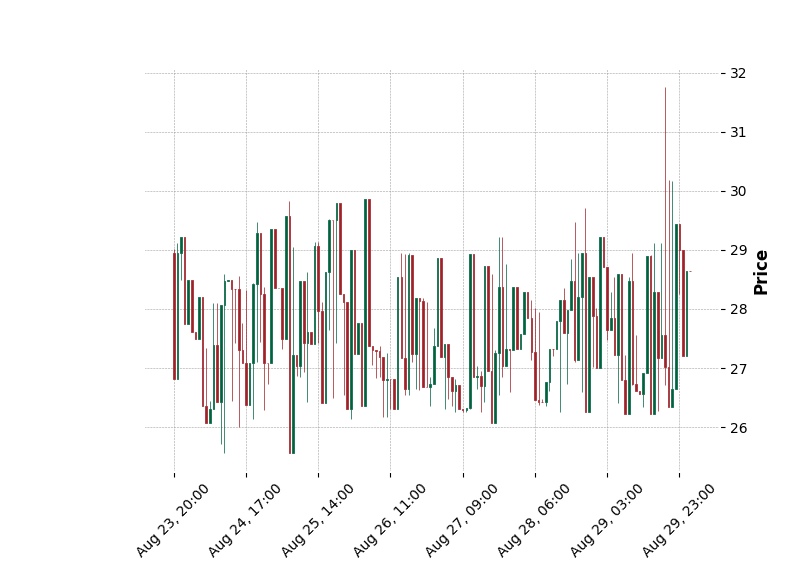 32
31
30
29
28
27
26
Price
Aug 23, 20:00
Aug 24, 17:00
Aug 25, 14:00
Aug 26, 11:00
Aug 27, 09:00
Aug 28, 06:00
Aug 29, 03:00
Aug 29, 23:00